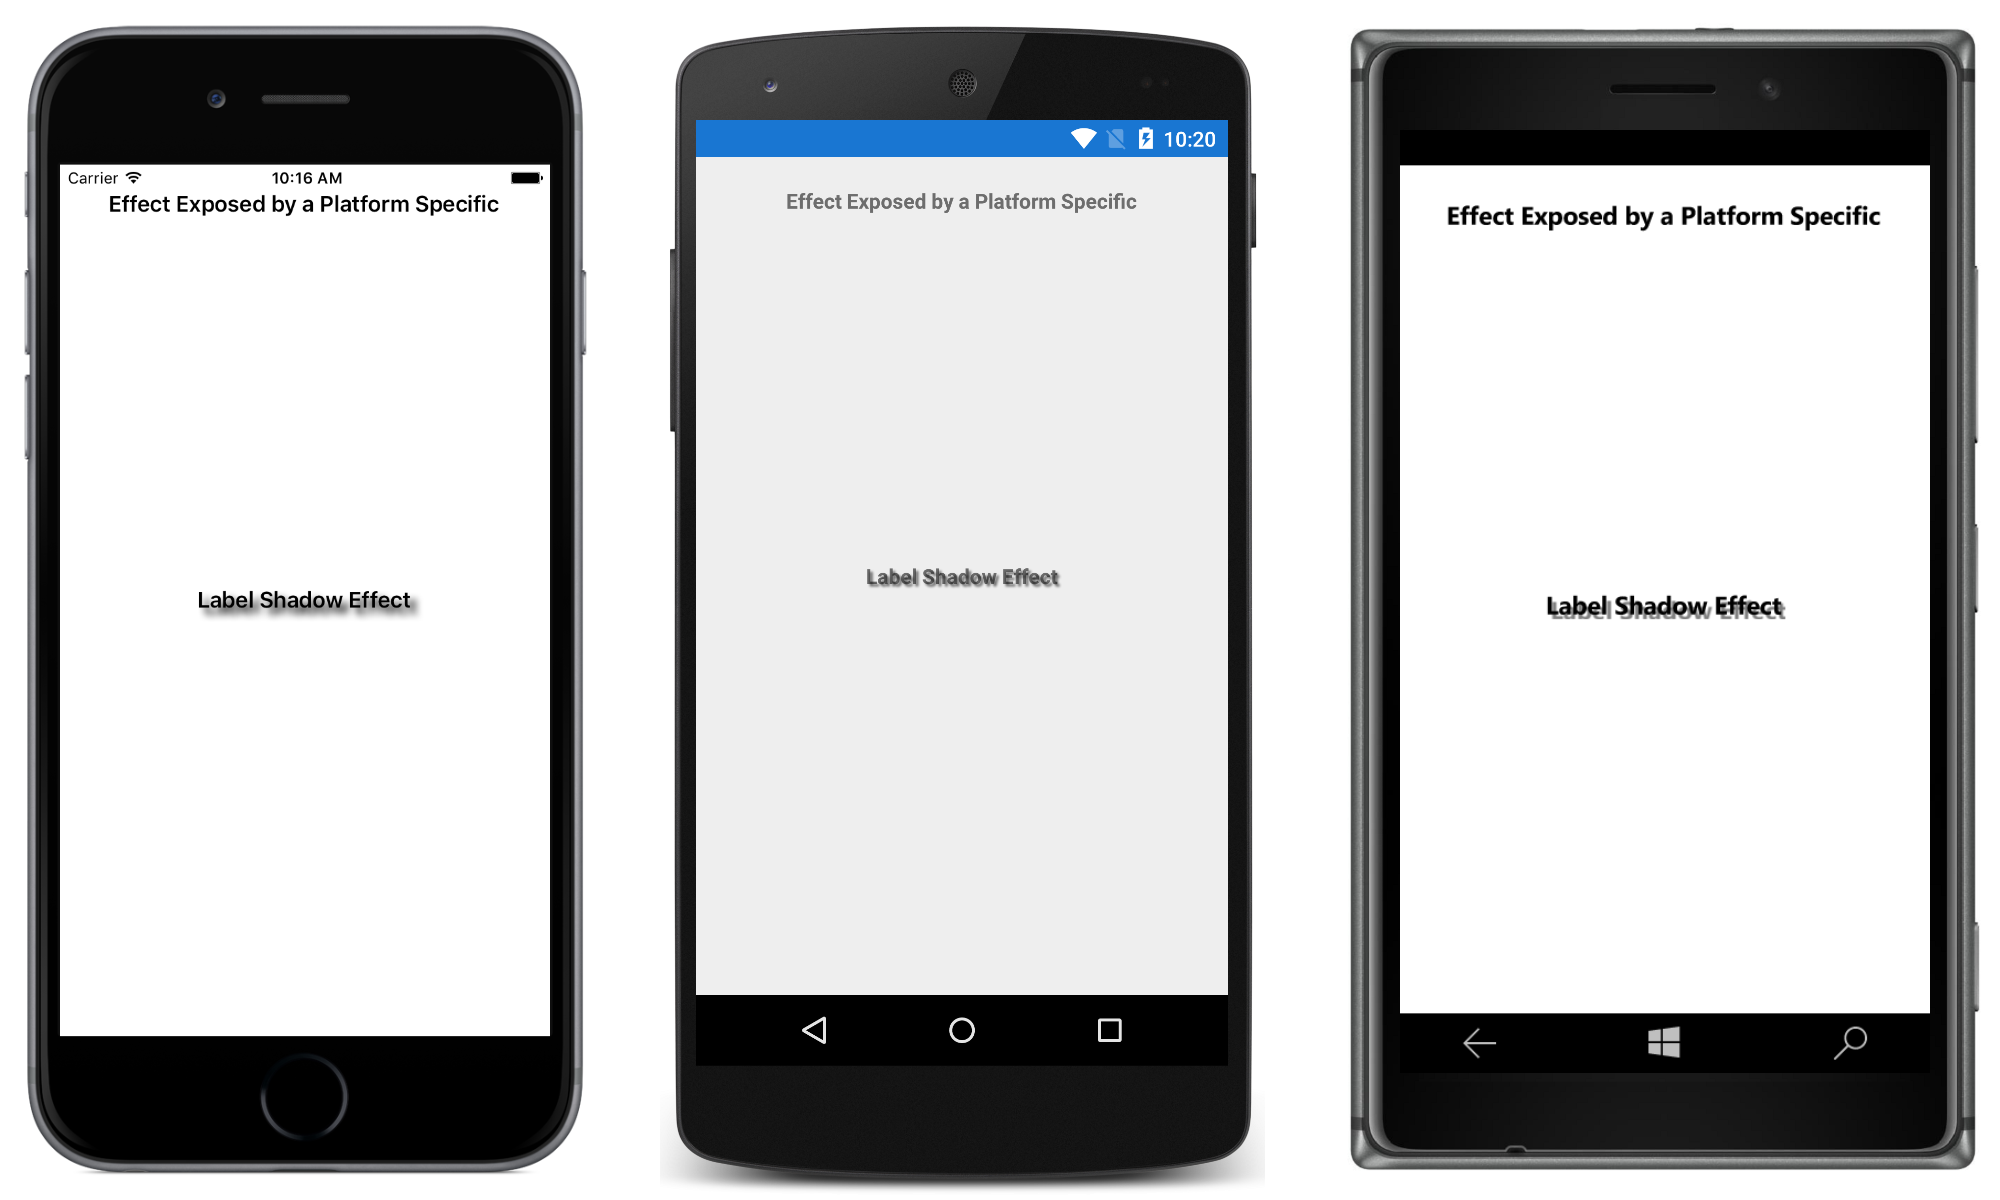 Carrier 10:16 AM
Effect Exposed by a Platform Specific
Label Shadow Effect
10:20
Effect Exposed by a Platform Specific
Label Shadow Effect
Effect Exposed by a Platform Specific
Label Shadow Effect